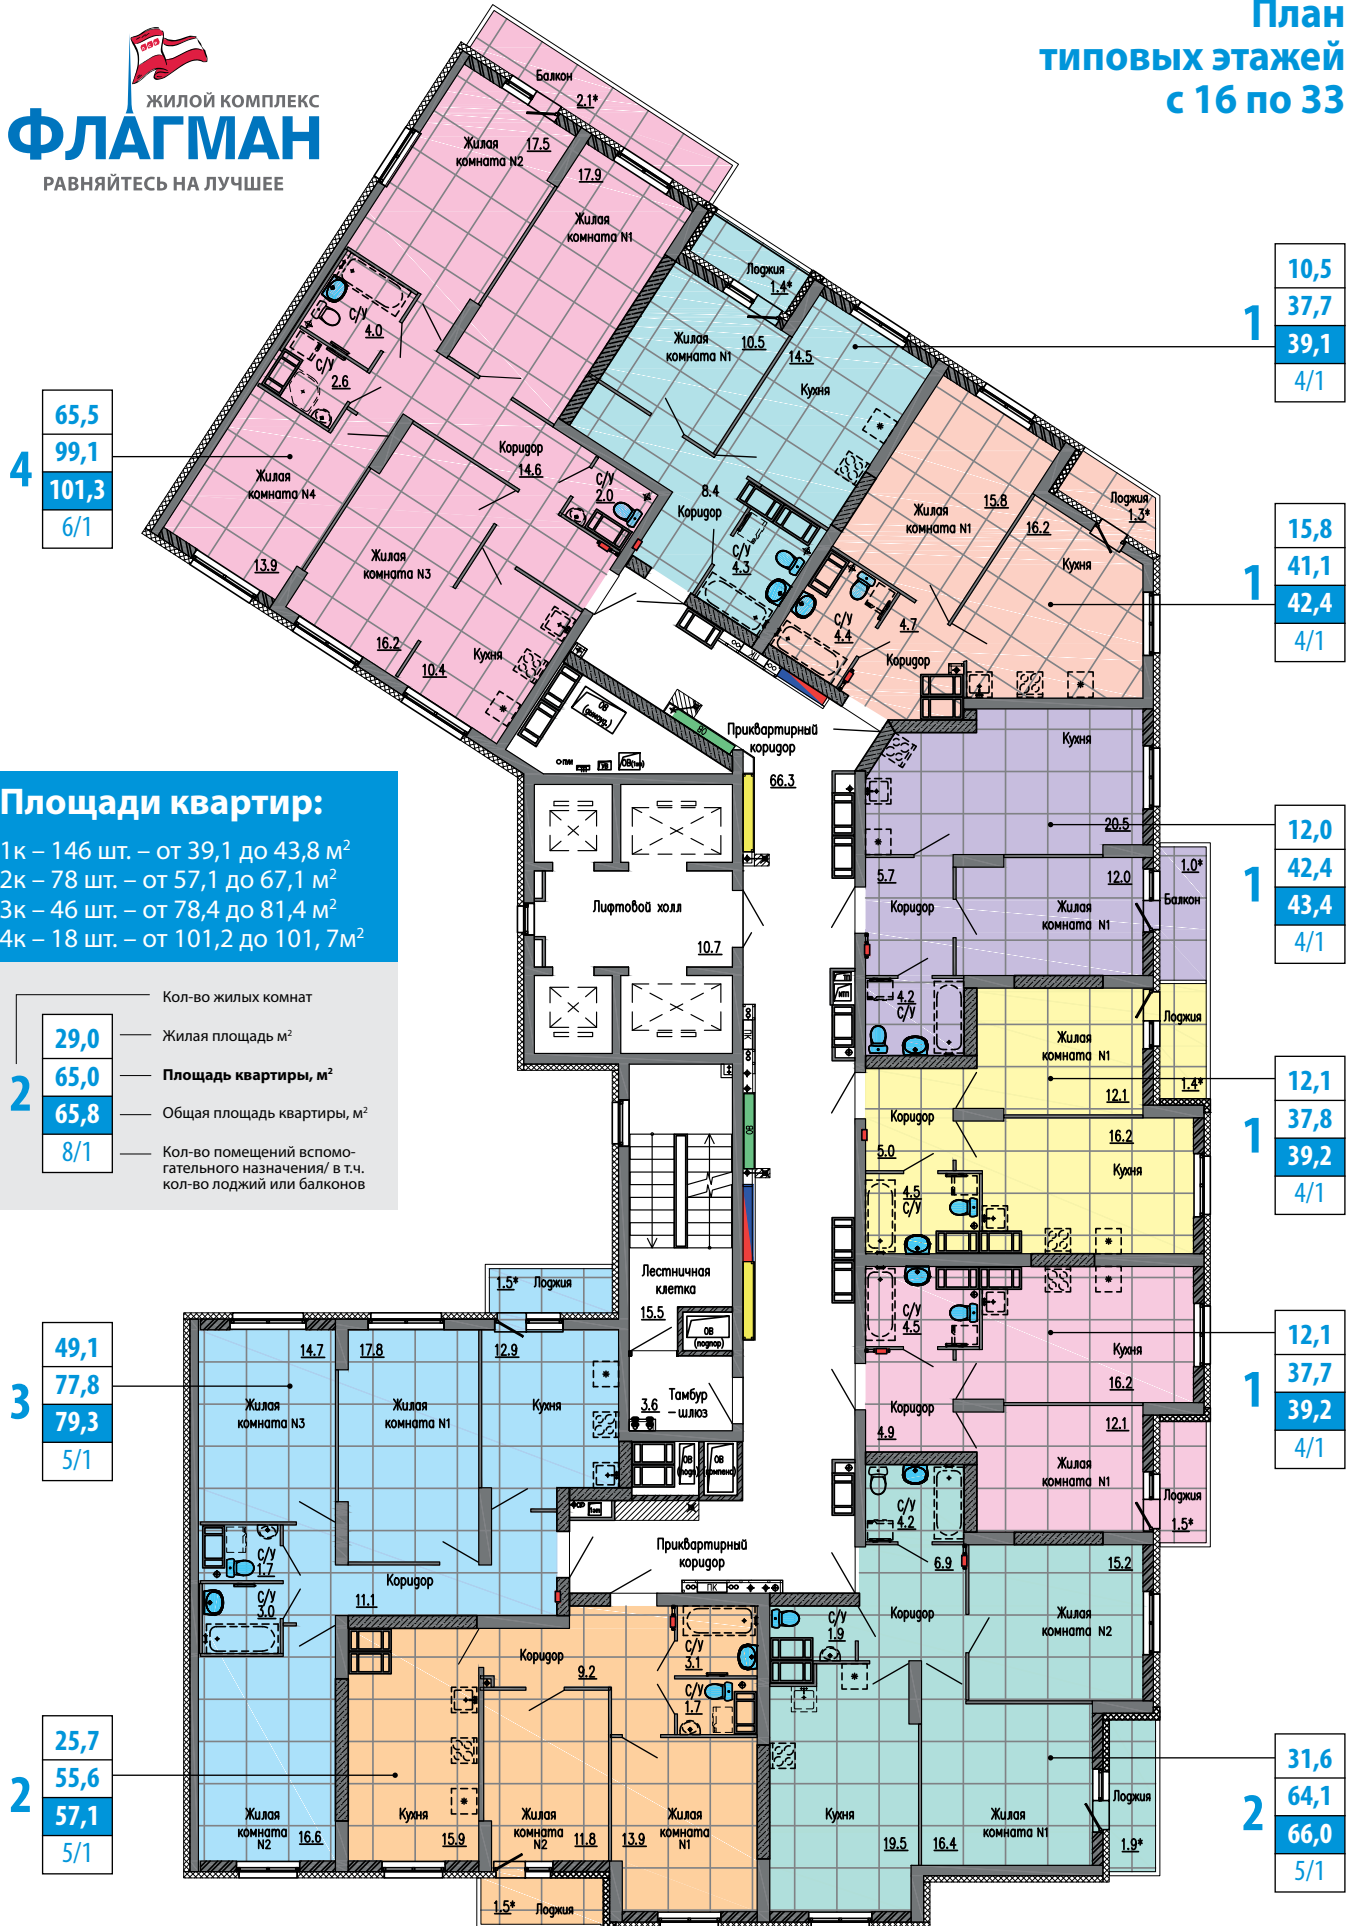 План
типовых этажей
с 16 по 33
ЖИЛОЙ КОМПЛЕКС
ФЛАГМАН
РАВНЯЙТЕСЬ НА ЛУЧШЕЕ
Балкон
2.1*
Жилая
комната N2
17.5
17.9
Жилая
комната N1
С/У
4.0
С/У
2.6
Жилая
комната N4
13.9
Коридор
14.6
С/У
2.0
Жилая
комната N3
16.2
10.4
Кухня
4
65,5
99,1
101,3
6/1
Лоджия
1.4*
Жилая
комната N1
10.5
14.5
Кухня
8.4
Коридор
С/У
4.3
1
10,5
37,7
39,1
4/1
Лоджия
1.3*
15.8
Жилая
комната N1
16.2
Кухня
С/У
4.4
4.7
Коридор
1
15,8
41,1
42,4
4/1
ПК
ОВ
Приквартирный
коридор
66.3
ВО
Кухня
20.5
5.7
Коридор
12.0
Жилая
комната N1
1.0*
Балкон
4.2
С/У
1
12,0
42,4
43,4
4/1
Площади квартир:
1к – 146 шт. – от 39,1 до 43,8 м²
2к – 78 шт. – от 57,1 до 67,1 м²
3к – 46 шт. – от 78,4 до 81,4 м²
4к – 18 шт. – от 101,2 до 101, 7м²
Лифтовой холл
10.7
2
29,0
65,0
65,8
8/1
Кол-во жилых комнат
Жилая площадь м²
Площадь квартиры, м²
Общая площадь квартиры, м²
Кол-во помещений вспомо-
гательного назначения/ в т.ч.
кол-во лоджий или балконов
ПК
ВО
Жилая
комната N1
12.1
Лоджия
1.4*
Коридор
5.0
16.2
Кухня
4.5
С/У
1
12,1
37,8
39,2
4/1
Лестничная
клетка
15.5
ОВ
(подпор)
Тамбур
–шлюз
3.6
С/У
4.5
Кухня
16.2
Коридор
4.9
12.1
Жилая
комната N1
Лоджия
1.5*
1
12,1
37,7
39,2
4/1
1.5*
Лоджия
14.7
Жилая
комната N3
17.8
Жилая
комната N1
12.9
Кухня
С/У
1.7
С/У
3.0
Коридор
11.1
Жилая
комната
N2
16.6
3
49,1
77,8
79,3
5/1
ОВ
ОВ
Приквартирный
коридор
ПК
Коридор
9.2
С/У
3.1
С/У
1.7
Кухня
15.9
Жилая
комната
N2
11.8
13.9
Жилая
комната
N1
1.5*
Лоджия
2
25,7
55,6
57,1
5/1
С/У
4.2
6.9
Коридор
15.2
Жилая
комната N2
С/У
1.9
Кухня
19.5
16.4
Жилая
комната N1
Лоджия
1.9*
2
31,6
64,1
66,0
5/1